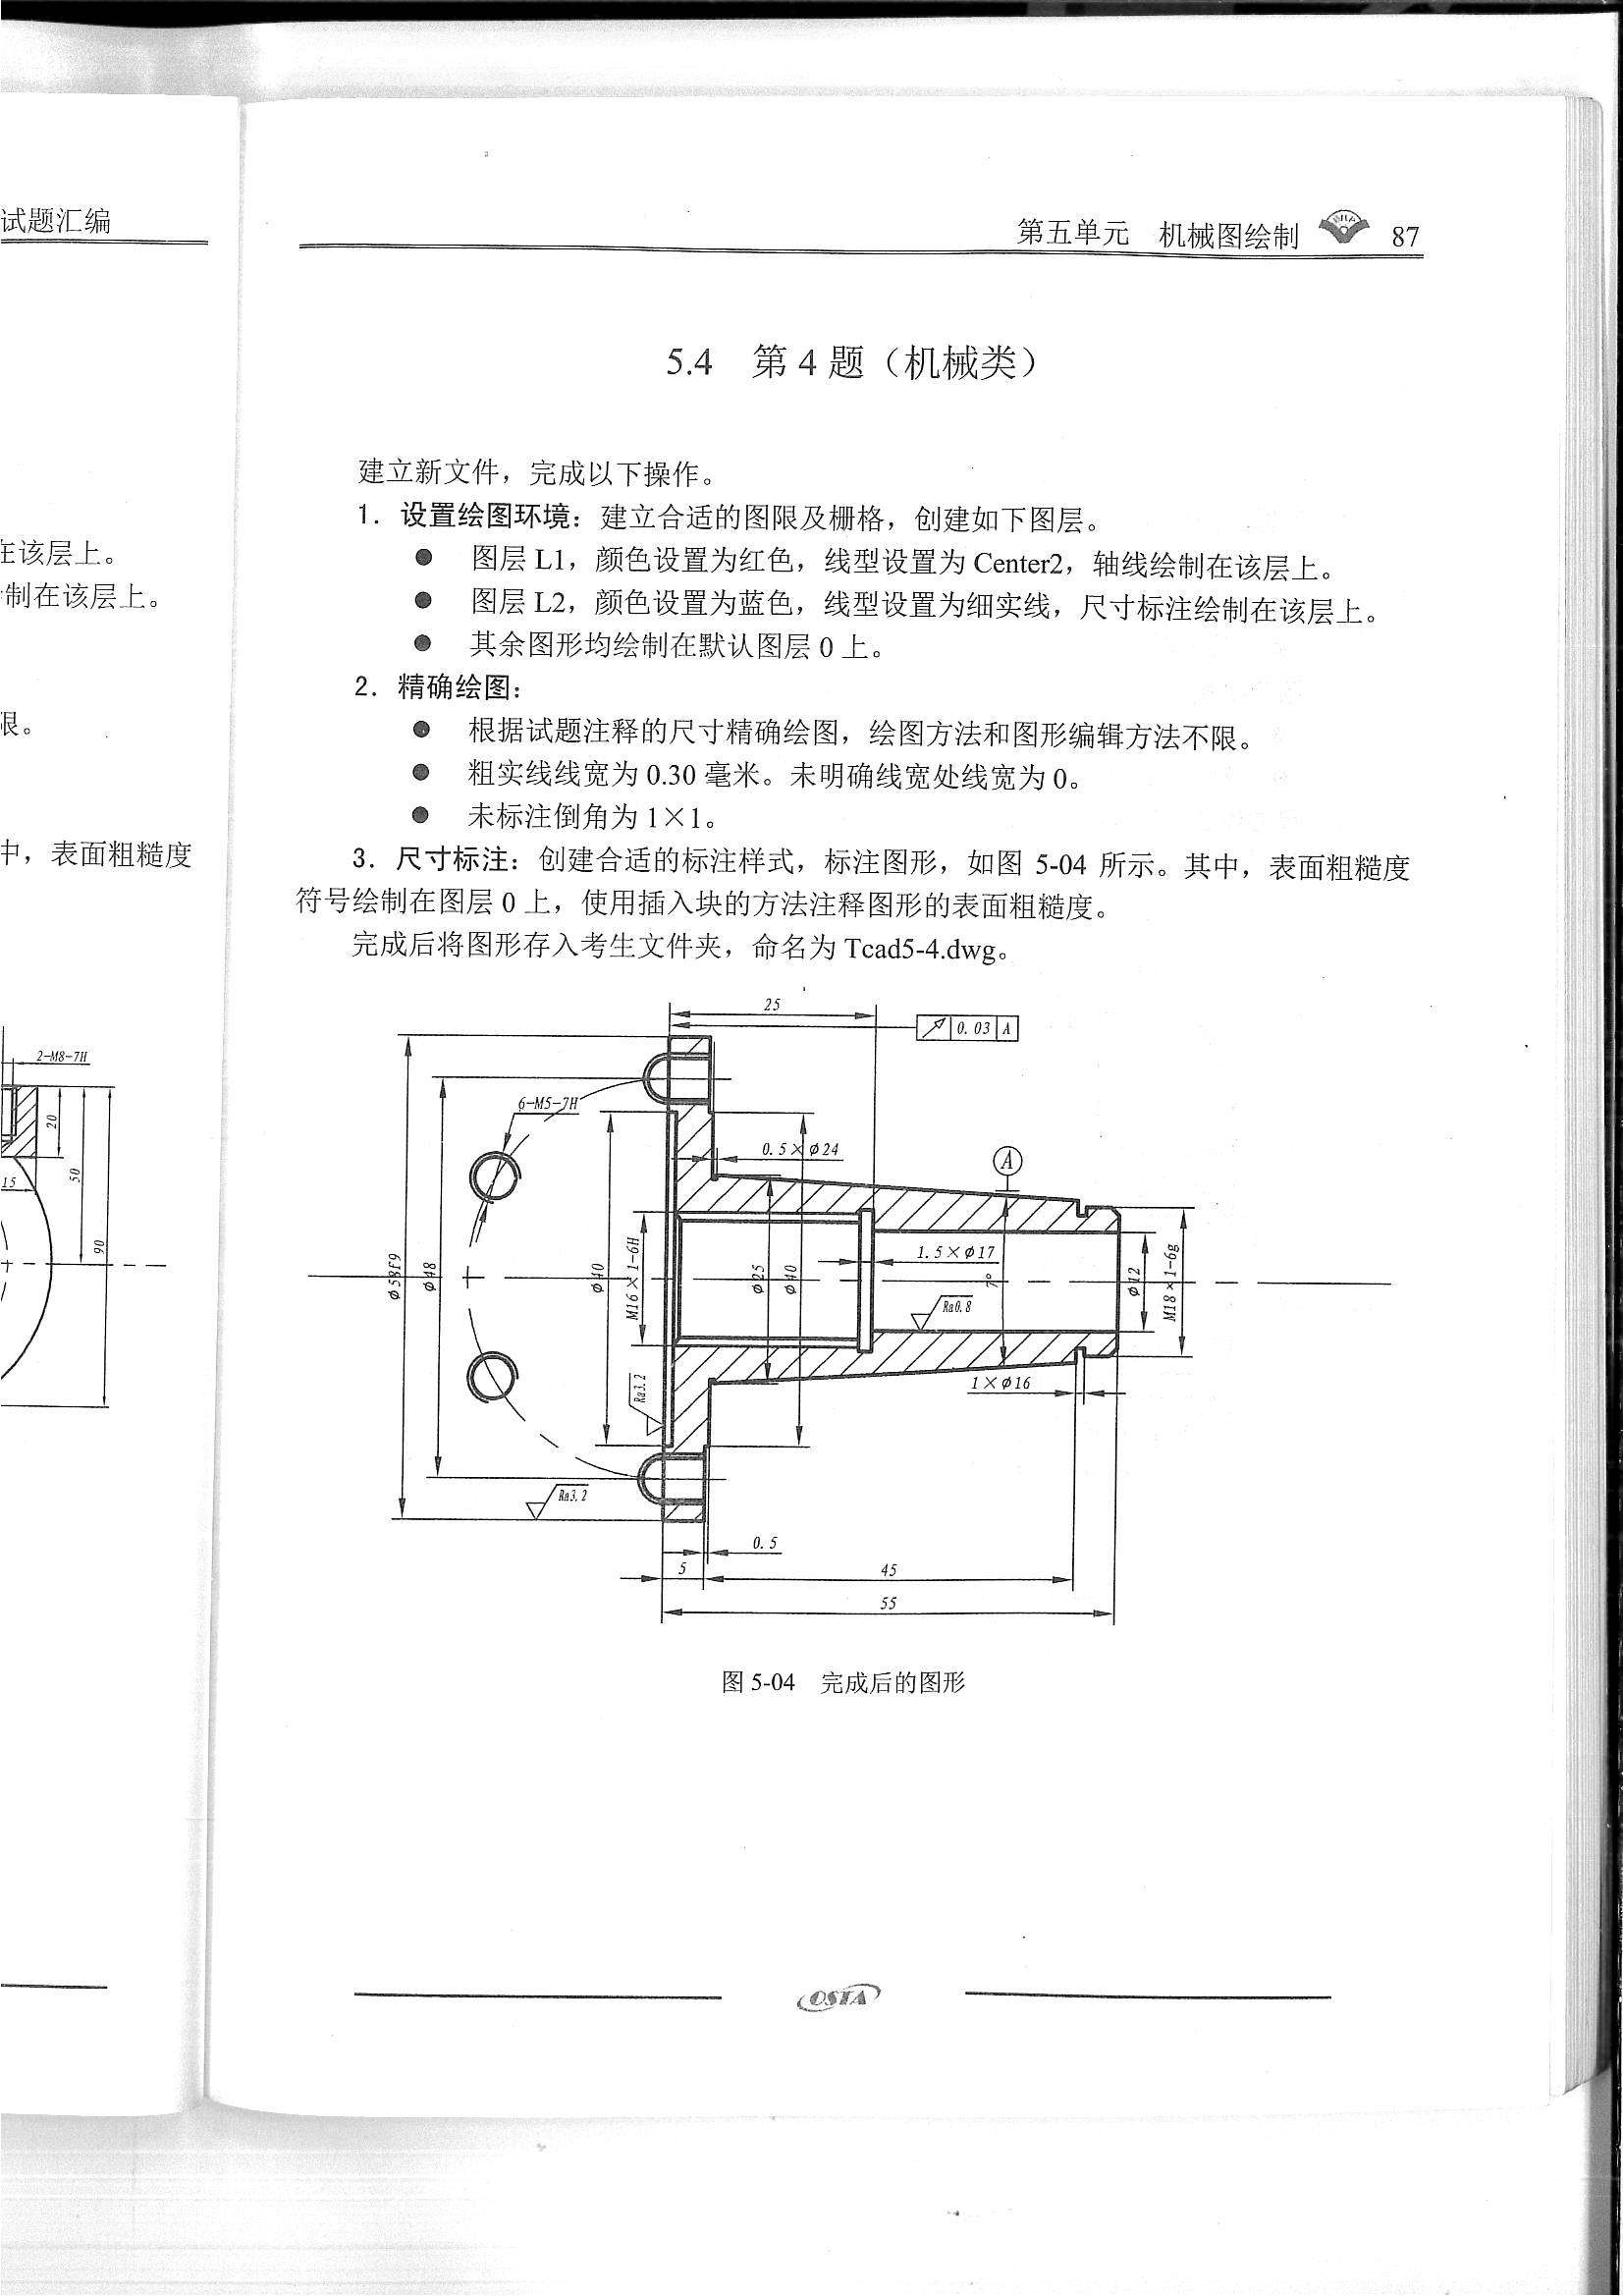 试题汇编
在该层上。
制在该层上。
限。
中，表面粗糙度
2-M8-7H
20
50
15
90
第五单元 机械图绘制 87
5.4 第 4 题（机械类）
建立新文件，完成以下操作。
1．设置绘图环境：建立合适的图限及栅格，创建如下图层。
● 图层 L1，颜色设置为红色，线型设置为 Center2，轴线绘制在该层上。
● 图层 L2，颜色设置为蓝色，线型设置为细实线，尺寸标注绘制在该层上。
● 其余图形均绘制在默认图层 0 上。
2．精确绘图：
● 根据试题注释的尺寸精确绘图，绘图方法和图形编辑方法不限。
● 粗实线线宽为 0.30 毫米。未明确线宽处线宽为 0。
● 未标注倒角为 1×1。
3．尺寸标注：创建合适的标注样式，标注图形，如图 5-04 所示。其中，表面粗糙度
符号绘制在图层 0 上，使用插入块的方法注释图形的表面粗糙度。
完成后将图形存入考生文件夹，命名为 Tcad5-4.dwg。
25
0.03 A
6-M5-7H
0.5×φ24
A
φ58f9
φ48
φ40
M16×1-6H
φ25
φ40
1.5×φ17
7°
φ12
M18×1-6g
Ra0.8
Ra3.2
1×φ16
Ra3.2
0.5
5
45
55
图 5-04 完成后的图形
OSTA